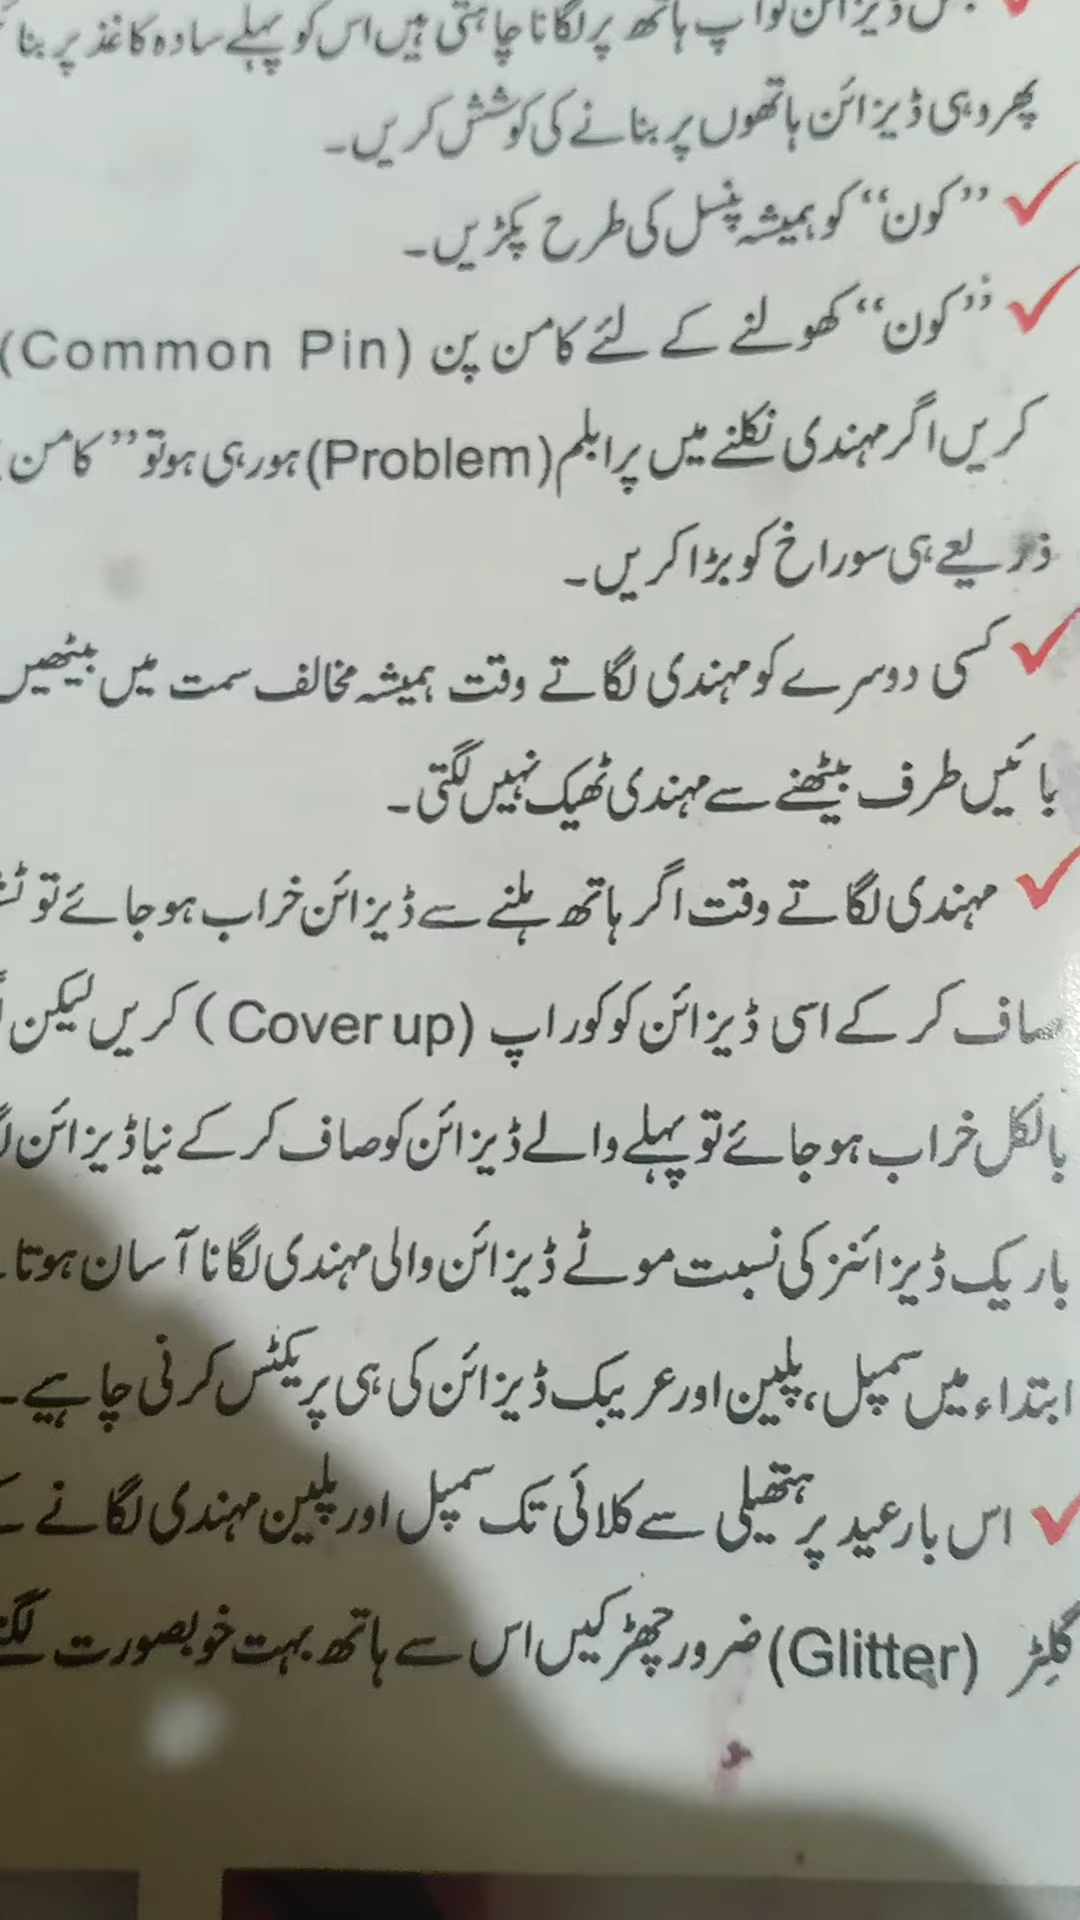 ڈیزائن کو آپ ہاتھ پر لگانا چاہتی ہیں اس کو پہلے سادہ کاغذ پر بنا
پھر وہی ڈیزائن ہاتھوں پر بنانے کی کوشش کریں۔
”کون“ کو ہمیشہ پنسل کی طرح پکڑیں۔
”کون“ کھولنے کے لئے کامن پن (Common Pin)
کریں اگر مہندی نکلنے میں پرابلم (Problem) ہو رہی ہو تو ”کامن
ذریعے ہی سوراخ کو بڑا کریں۔
کسی دوسرے کو مہندی لگاتے وقت ہمیشہ مخالف سمت میں بیٹھیں
بائیں طرف بیٹھنے سے مہندی ٹھیک نہیں لگتی۔
مہندی لگاتے وقت اگر ہاتھ ہلنے سے ڈیزائن خراب ہو جائے تو
صاف کر کے اسی ڈیزائن کو کور اپ (Cover up) کریں لیکن
بالکل خراب ہو جائے تو پہلے والے ڈیزائن کو صاف کر کے نیا ڈیزائن
باریک ڈیزائنز کی نسبت موٹے ڈیزائن والی مہندی لگانا آسان ہوتا
ابتداء میں سمپل، پلین اور عریبک ڈیزائن کی ہی پریکٹس کرنی چاہیے۔
اس بار عید پر ہتھیلی سے کلائی تک سمپل اور پلین مہندی لگانے کے
گلِٹر (Glitter) ضرور چھڑکیں اس سے ہاتھ بہت خوبصورت